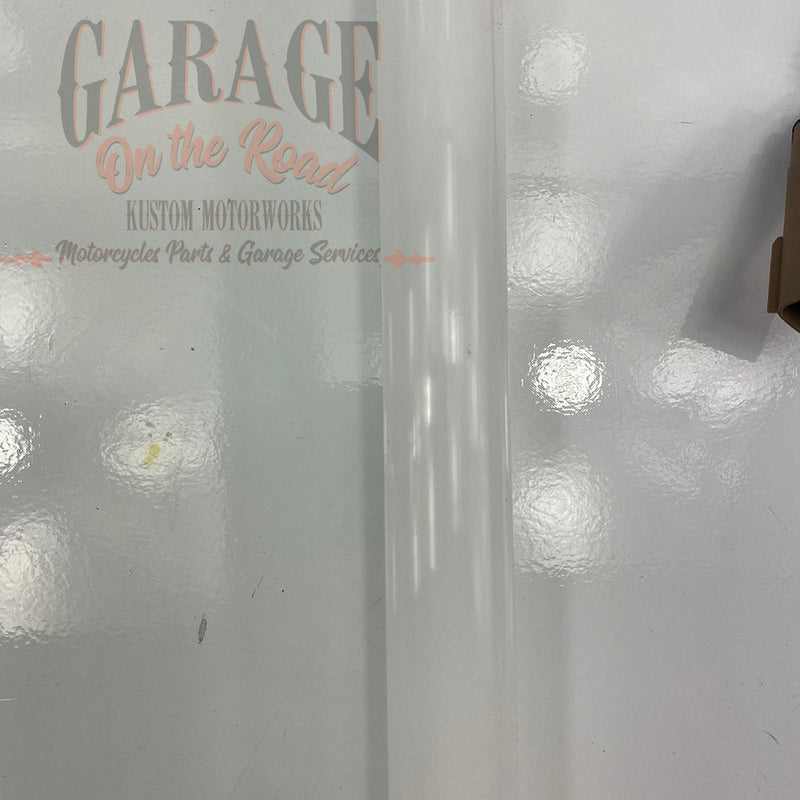 GARAGE
On the Road
KUSTOM MOTORWORKS
Motorcycles Parts & Garage Services